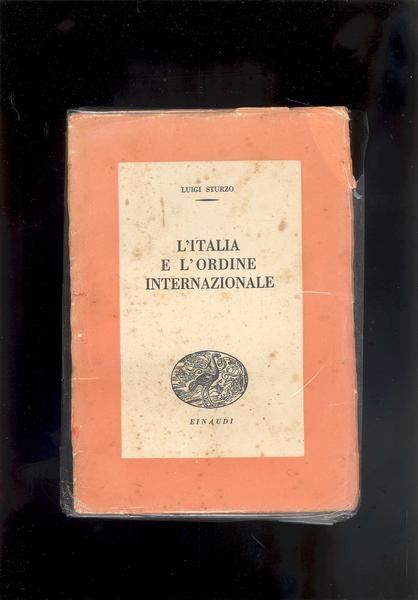 LUIGI STURZO
L'ITALIA
E L'ORDINE
INTERNAZIONALE
EINAUDI